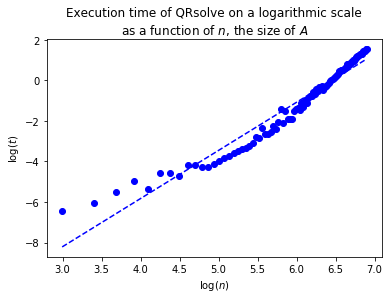 Execution time of QRsolve on a logarithmic scale
as a function of n, the size of A
2
0
−2
−4
−6
−8
log(t)
3.0 3.5 4.0 4.5 5.0 5.5 6.0 6.5 7.0
log(n)